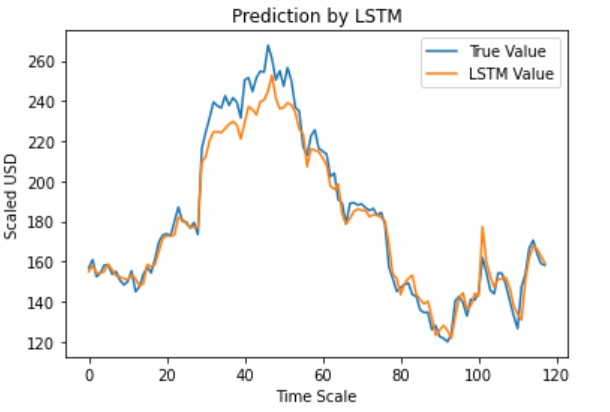 Prediction by LSTM
True Value
LSTM Value
Scaled USD
260
240
220
200
180
160
140
120
0 20 40 60 80 100 120
Time Scale